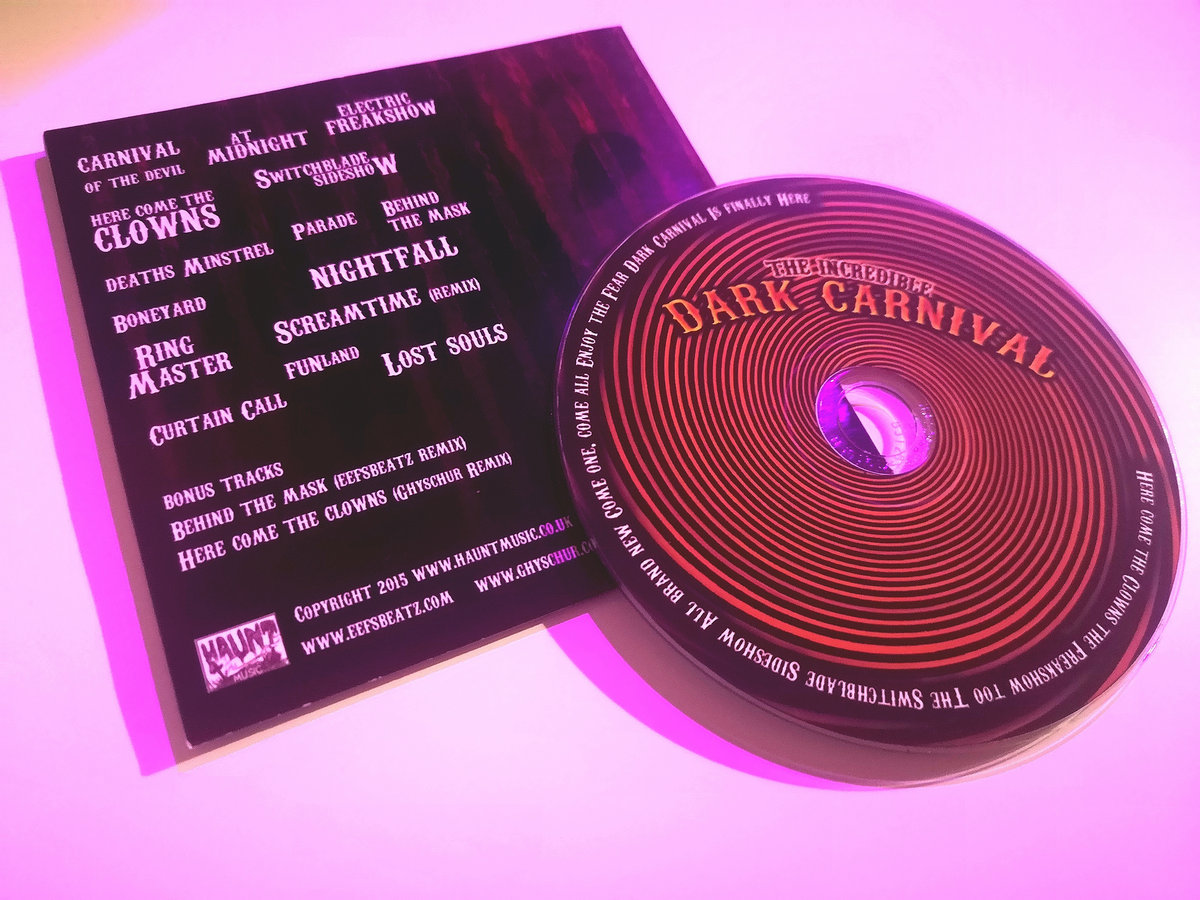 CARNIVAL
OF THE DEVIL
AT
MIDNIGHT
ELECTRIC
FREAKSHOW
HERE COME THE
CLOWNS
SWITCHBLADE
SIDESHOW
DEATHS MINSTREL
PARADE
BEHIND
THE MASK
BONEYARD
NIGHTFALL
RING
MASTER
SCREAMTIME (REMIX)
FUNLAND
LOST SOULS
CURTAIN CALL
BONUS TRACKS
BEHIND THE MASK (EEFSBEATZ REMIX)
HERE COME THE CLOWNS (GHYSCHUR REMIX)
COPYRIGHT 2015 WWW.HAUNTMUSIC.CO.UK
WWW.EEFSBEATZ.COM WWW.GHYSCHUR.CO
HAUNT
MUSIC
THE INCREDIBLE
DARK CARNIVAL
HERE COME THE CLOWNS THE FREAKSHOW TOO THE SWITCHBLADE SIDESHOW ALL BRAND NEW COME ONE, COME ALL ENJOY THE FEAR DARK CARNIVAL IS FINALLY HERE